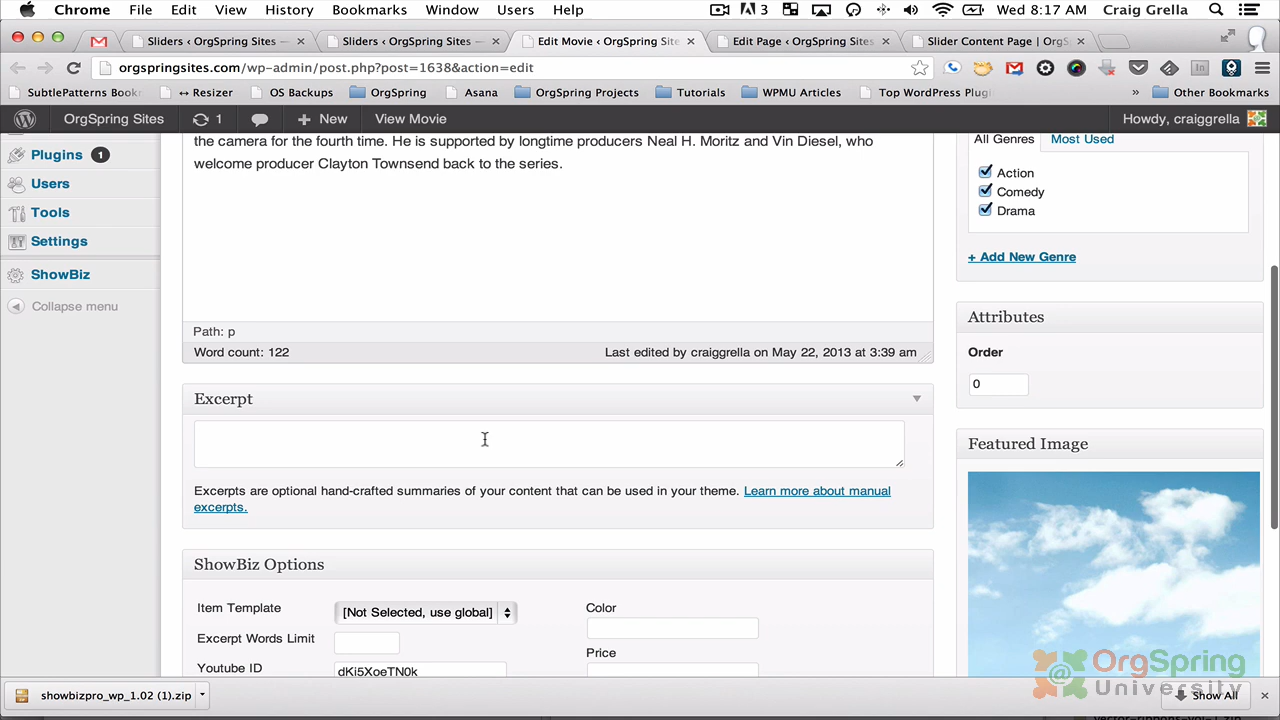 Chrome File Edit View History Bookmarks Window Users Help 3 Wed 8:17 AM Craig Grella
Sliders ‹ OrgSpring Sites — × Sliders ‹ OrgSpring Sites — × Edit Movie ‹ OrgSpring Site × Edit Page ‹ OrgSpring Sites × Slider Content Page | OrgS ×
orgspringsites.com/wp-admin/post.php?post=1638&action=edit
SubtlePatterns Book ↔ Resizer OS Backups OrgSpring Asana OrgSpring Projects Tutorials WPMU Articles Top WordPress Plugi » Other Bookmarks
OrgSpring Sites 1 + New View Movie Howdy, craiggrella
Plugins 1
Users
Tools
Settings
ShowBiz
Collapse menu
the camera for the fourth time. He is supported by longtime producers Neal H. Moritz and Vin Diesel, who
welcome producer Clayton Townsend back to the series.
Path: p
Word count: 122 Last edited by craiggrella on May 22, 2013 at 3:39 am
Excerpt
Excerpts are optional hand-crafted summaries of your content that can be used in your theme. Learn more about manual
excerpts.
ShowBiz Options
Item Template [Not Selected, use global] Color
Excerpt Words Limit
Price
Youtube ID dKi5XoeTN0k
All Genres Most Used
Action
Comedy
Drama
+ Add New Genre
Attributes
Order
0
Featured Image
OrgSpring
University
showbizpro_wp_1.02 (1).zip Show All ×